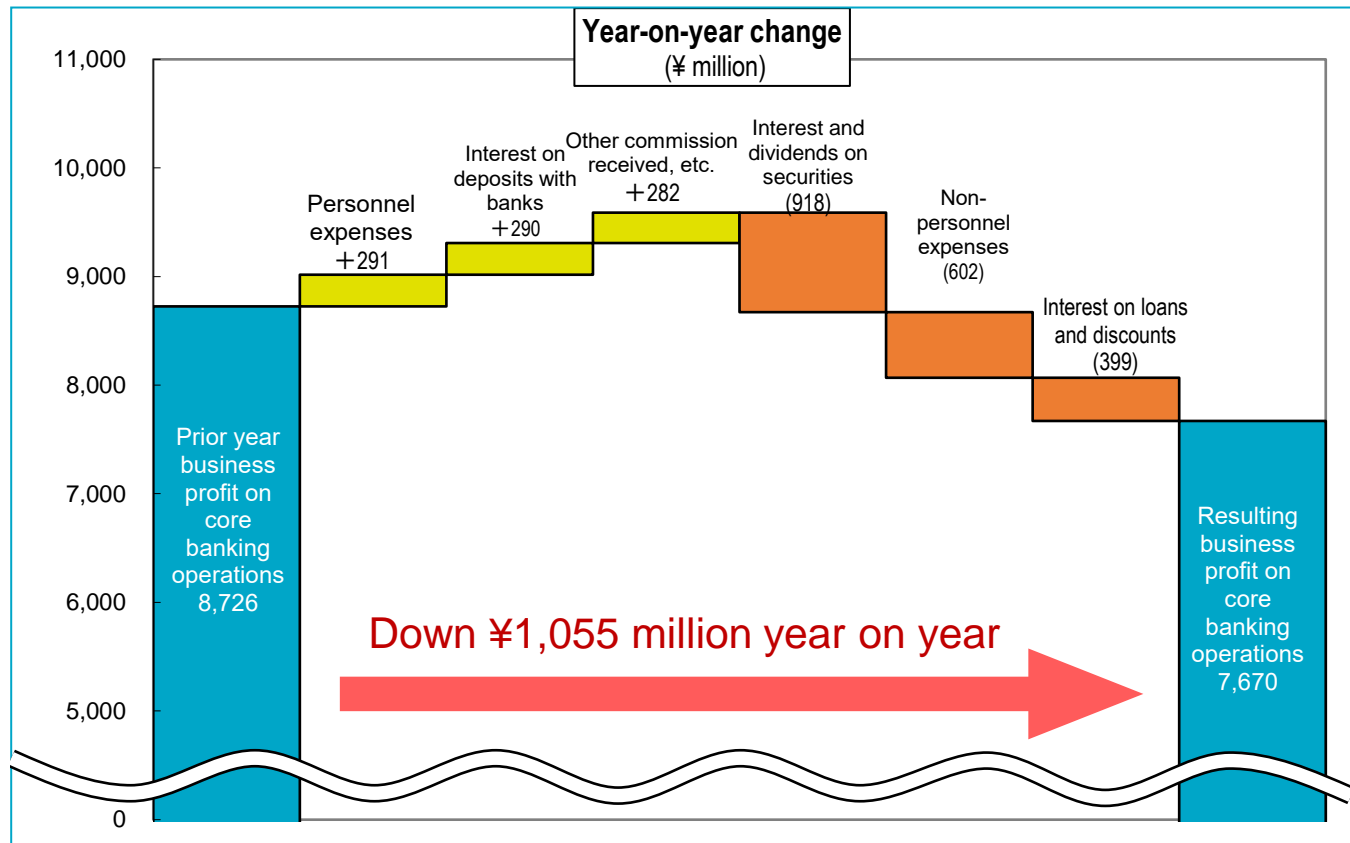 Year-on-year change
(¥ million)
11,000
10,000
9,000
8,000
7,000
6,000
5,000
0
Prior year
business
profit on
core
banking
operations
8,726
Personnel
expenses
+291
Interest on
deposits with
banks
+290
Other commission
received, etc.
+282
Interest and
dividends on
securities
(918)
Non-
personnel
expenses
(602)
Interest on loans
and discounts
(399)
Resulting
business
profit on
core
banking
operations
7,670
Down ¥1,055 million year on year